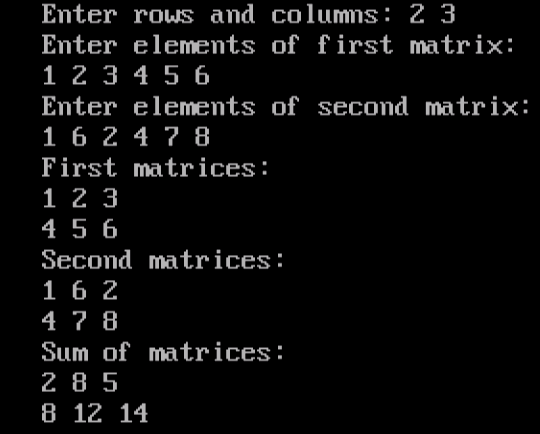 Enter rows and columns: 2 3
Enter elements of first matrix:
1 2 3 4 5 6
Enter elements of second matrix:
1 6 2 4 7 8
First matrices:
1 2 3
4 5 6
Second matrices:
1 6 2
4 7 8
Sum of matrices:
2 8 5
8 12 14